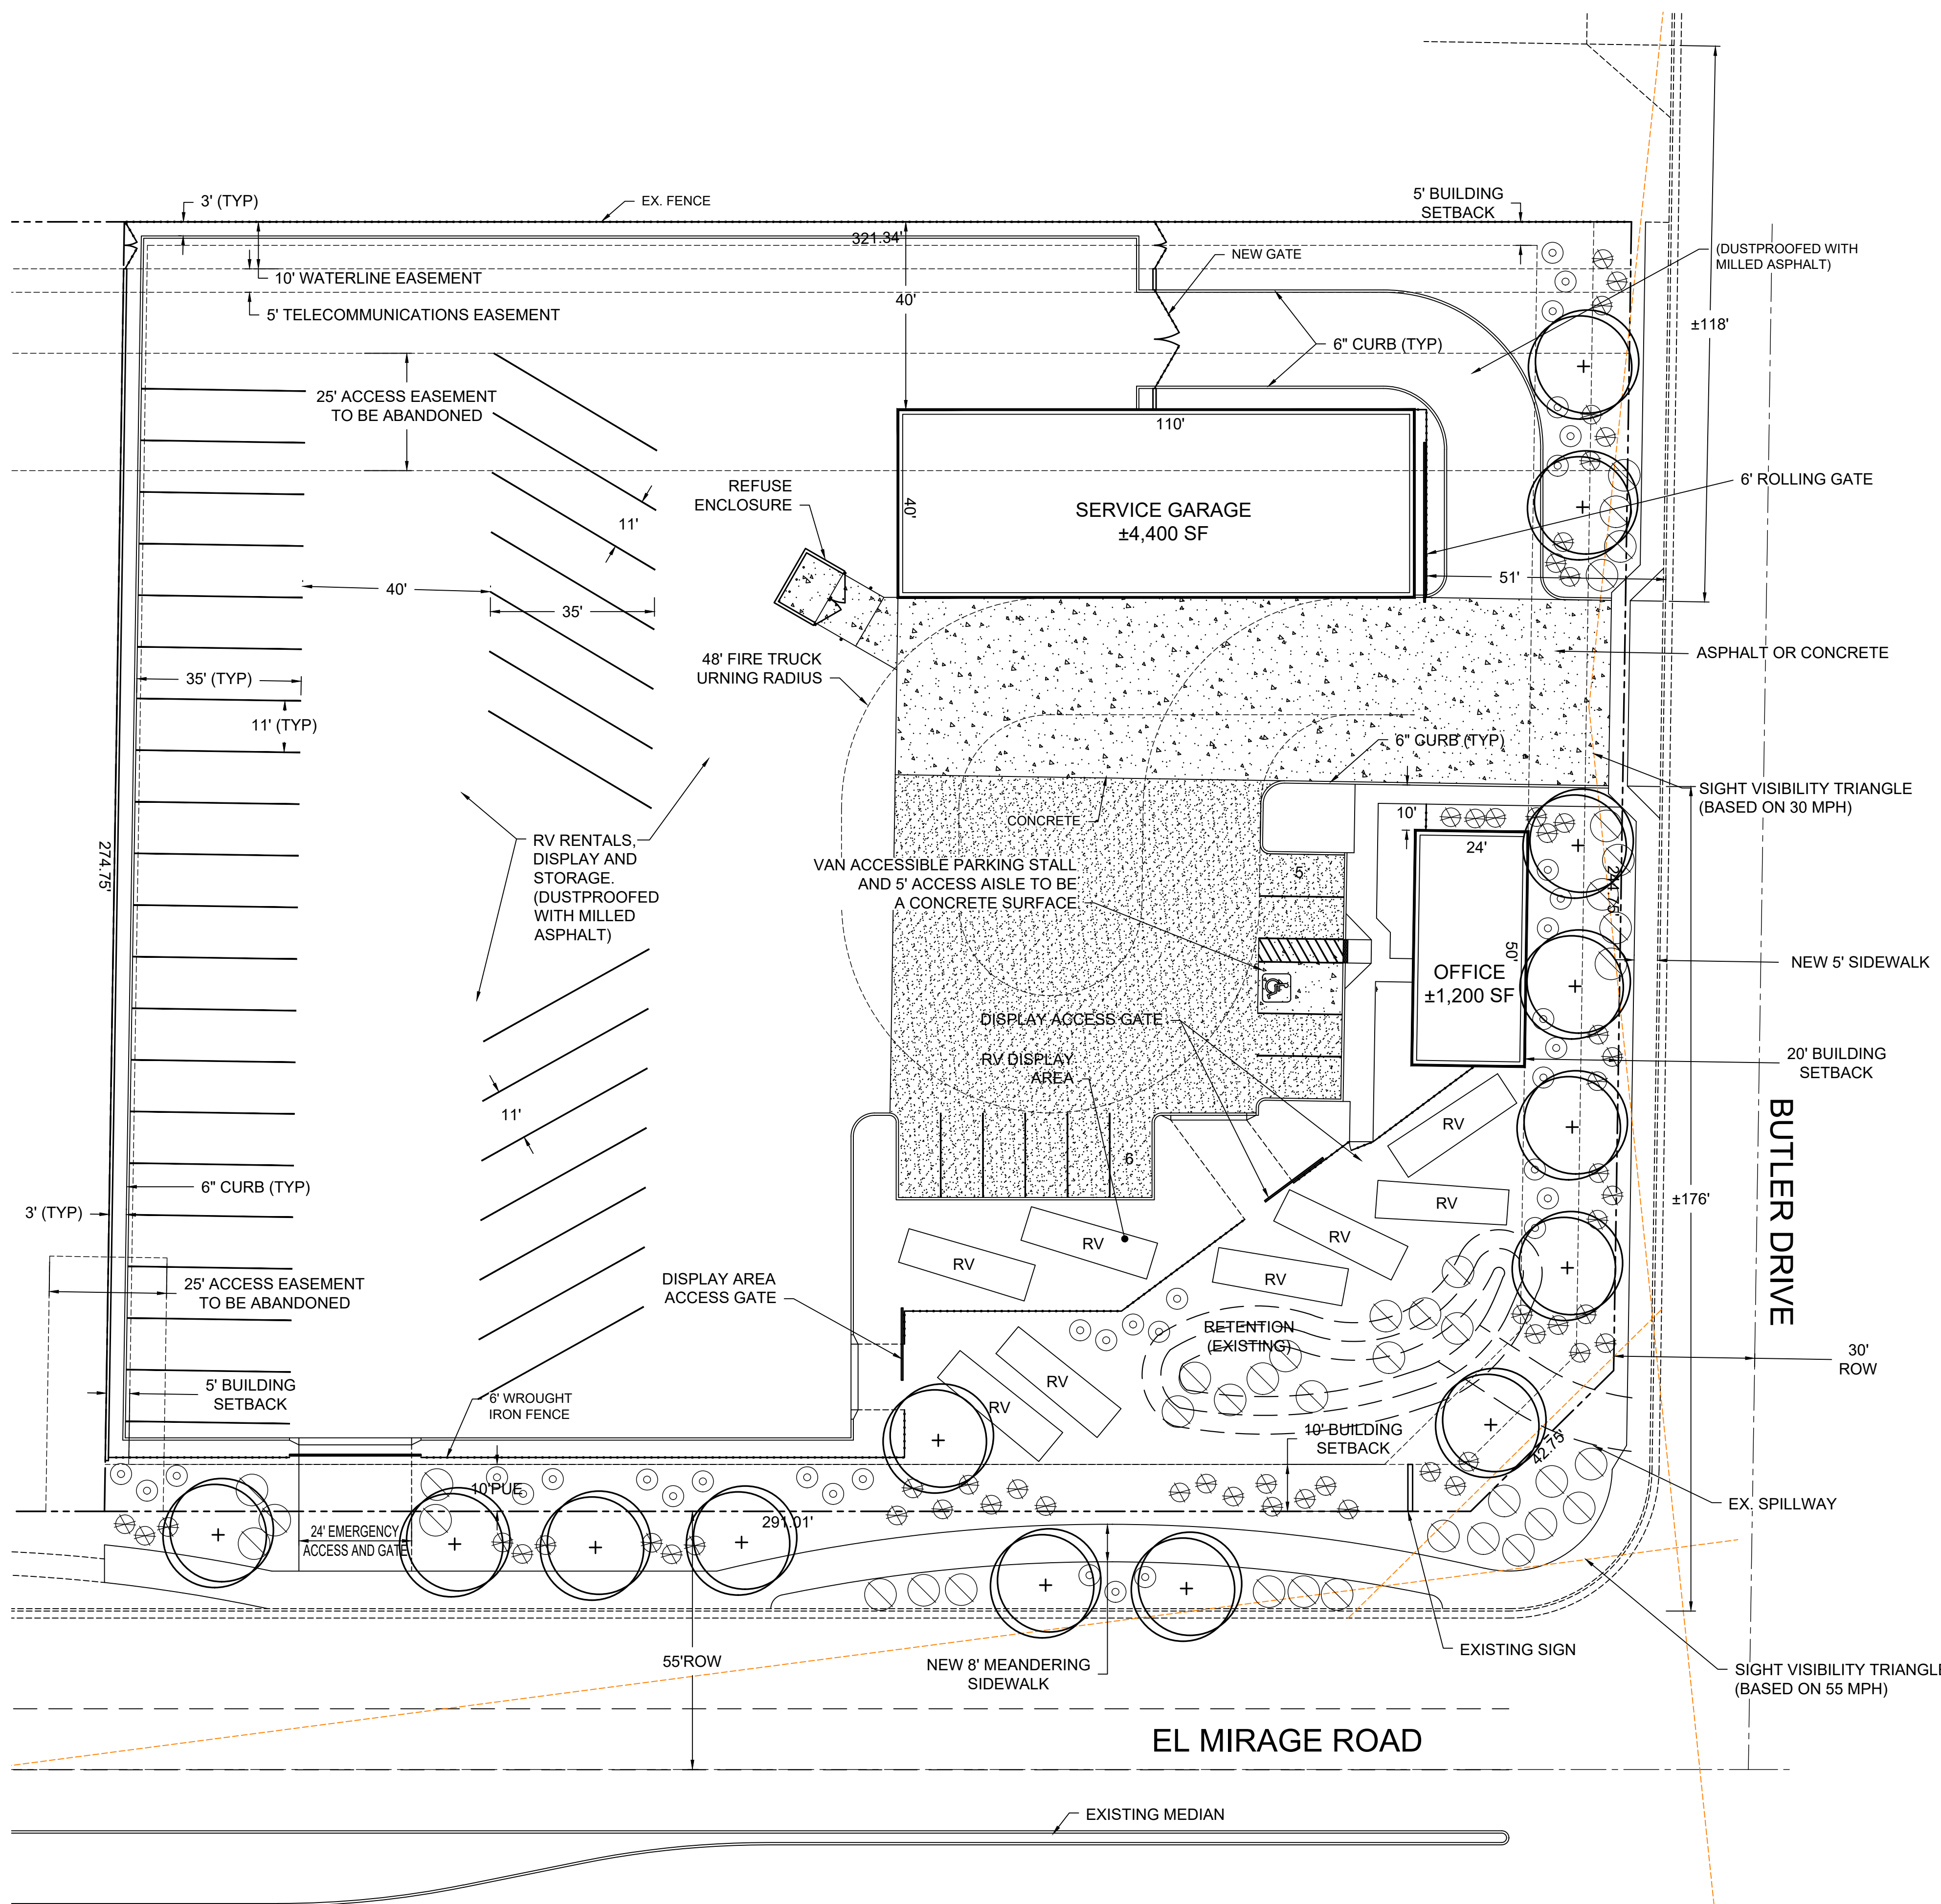 3' (TYP)
EX. FENCE
5' BUILDING
SETBACK
321.34'
(DUSTPROOFED WITH
MILLED ASPHALT)
NEW GATE
10' WATERLINE EASEMENT
40'
5' TELECOMMUNICATIONS EASEMENT
±118'
6" CURB (TYP)
25' ACCESS EASEMENT
TO BE ABANDONED
110'
REFUSE
ENCLOSURE
6' ROLLING GATE
11'
40'
SERVICE GARAGE
±4,400 SF
51'
40'
35'
48' FIRE TRUCK
URNING RADIUS
ASPHALT OR CONCRETE
35' (TYP)
11' (TYP)
6" CURB (TYP)
SIGHT VISIBILITY TRIANGLE
(BASED ON 30 MPH)
CONCRETE
10'
24'
274.75'
RV RENTALS,
DISPLAY AND
STORAGE.
(DUSTPROOFED
WITH MILLED
ASPHALT)
VAN ACCESSIBLE PARKING STALL
AND 5' ACCESS AISLE TO BE
A CONCRETE SURFACE
5
244.75'
50'
OFFICE
±1,200 SF
NEW 5' SIDEWALK
DISPLAY ACCESS GATE
RV DISPLAY
AREA
20' BUILDING
SETBACK
11'
RV
BUTLER DRIVE
6
6" CURB (TYP)
3' (TYP)
RV
±176'
RV
RV
RV
RV
25' ACCESS EASEMENT
TO BE ABANDONED
DISPLAY AREA
ACCESS GATE
RETENTION
(EXISTING)
30'
ROW
RV
RV
5' BUILDING
SETBACK
6' WROUGHT
IRON FENCE
10' BUILDING
SETBACK
42.75'
10'PUE
EX. SPILLWAY
291.01'
24' EMERGENCY
ACCESS AND GATE
55'ROW
NEW 8' MEANDERING
SIDEWALK
EXISTING SIGN
SIGHT VISIBILITY TRIANGLE
(BASED ON 55 MPH)
EL MIRAGE ROAD
EXISTING MEDIAN